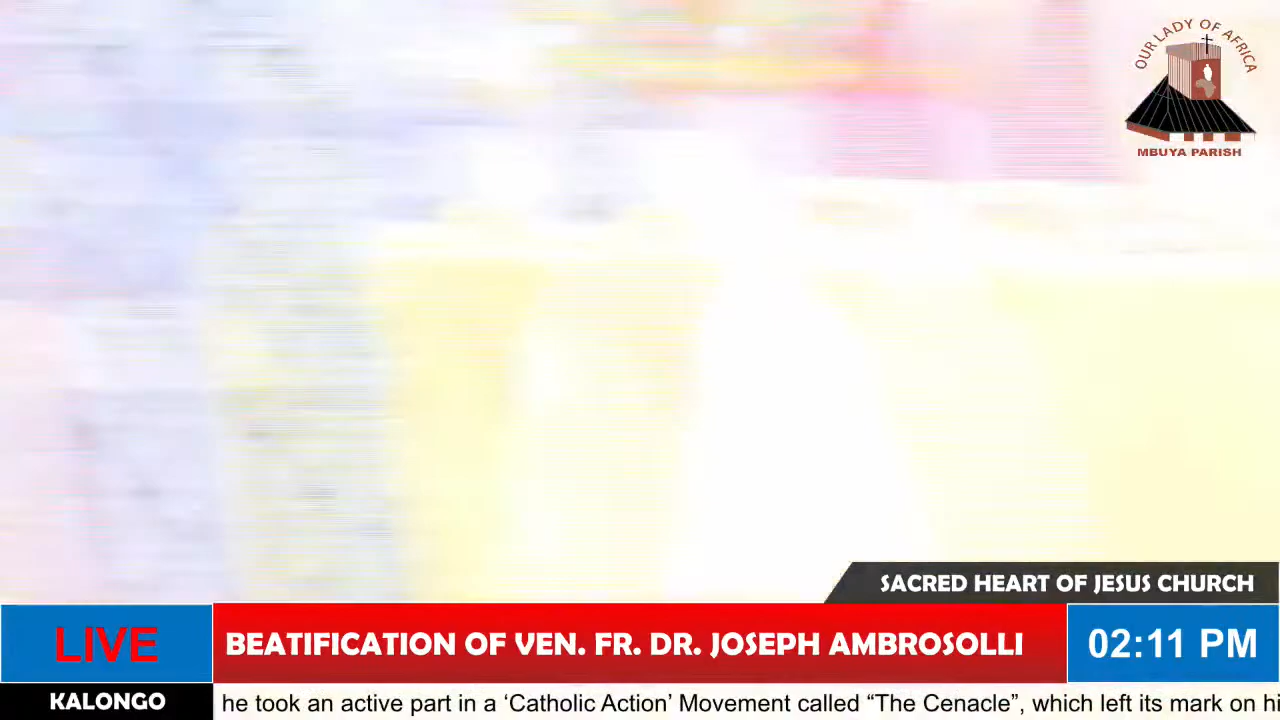 OUR LADY OF AFRICA
MBUYA PARISH
SACRED HEART OF JESUS CHURCH
LIVE
BEATIFICATION OF VEN. FR. DR. JOSEPH AMBROSOLLI
02:11 PM
KALONGO
he took an active part in a ‘Catholic Action’ Movement called “The Cenacle”, which left its mark on